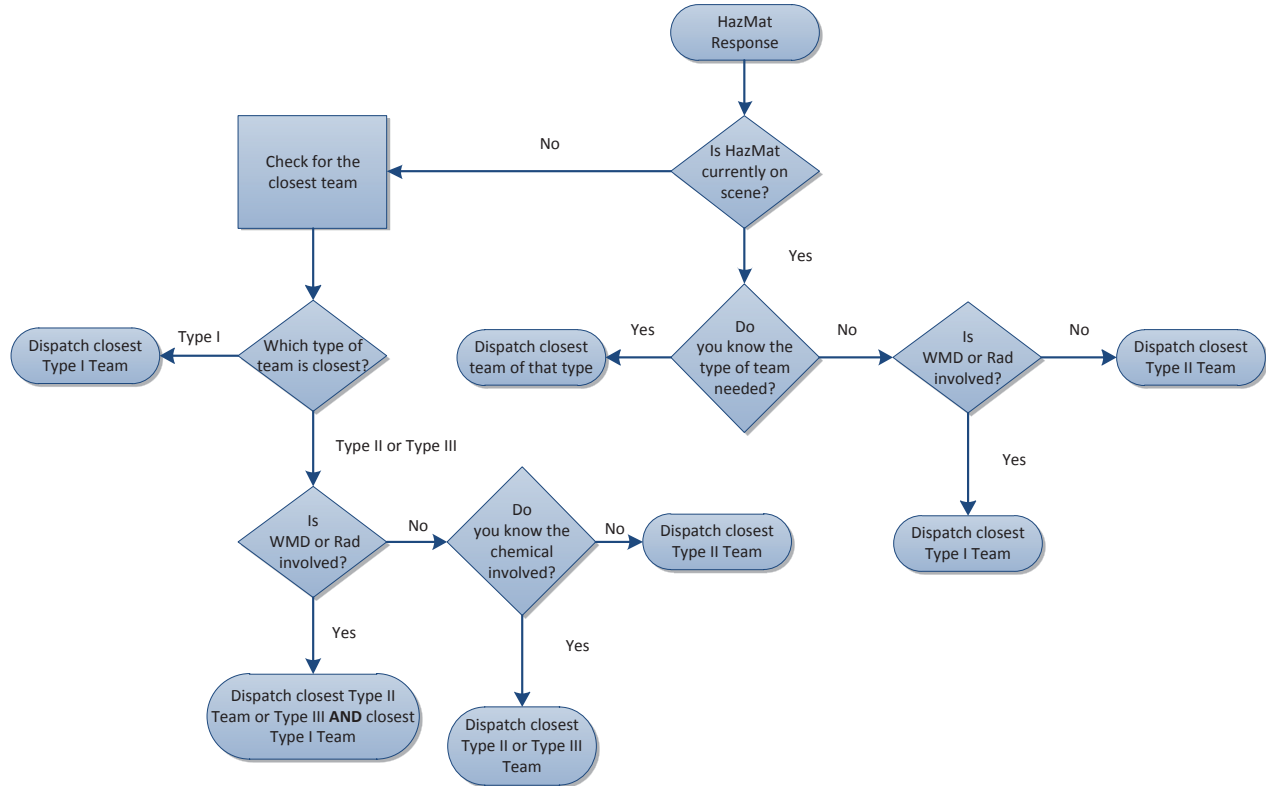 HazMat
Response
No
Is HazMat
currently on
scene?
Check for the
closest team
Yes
Type I
Dispatch closest
Type I Team
Which type of
team is closest?
Yes
Dispatch closest
team of that type
Do
you know the
type of team
needed?
No
Is
WMD or Rad
involved?
No
Dispatch closest
Type II Team
Type II or Type III
Yes
Is
WMD or Rad
involved?
No
Do
you know the
chemical
involved?
No
Dispatch closest
Type II Team
Dispatch closest
Type I Team
Yes
Yes
Dispatch closest Type II
Team or Type III AND closest
Type I Team
Dispatch closest
Type II or Type III
Team